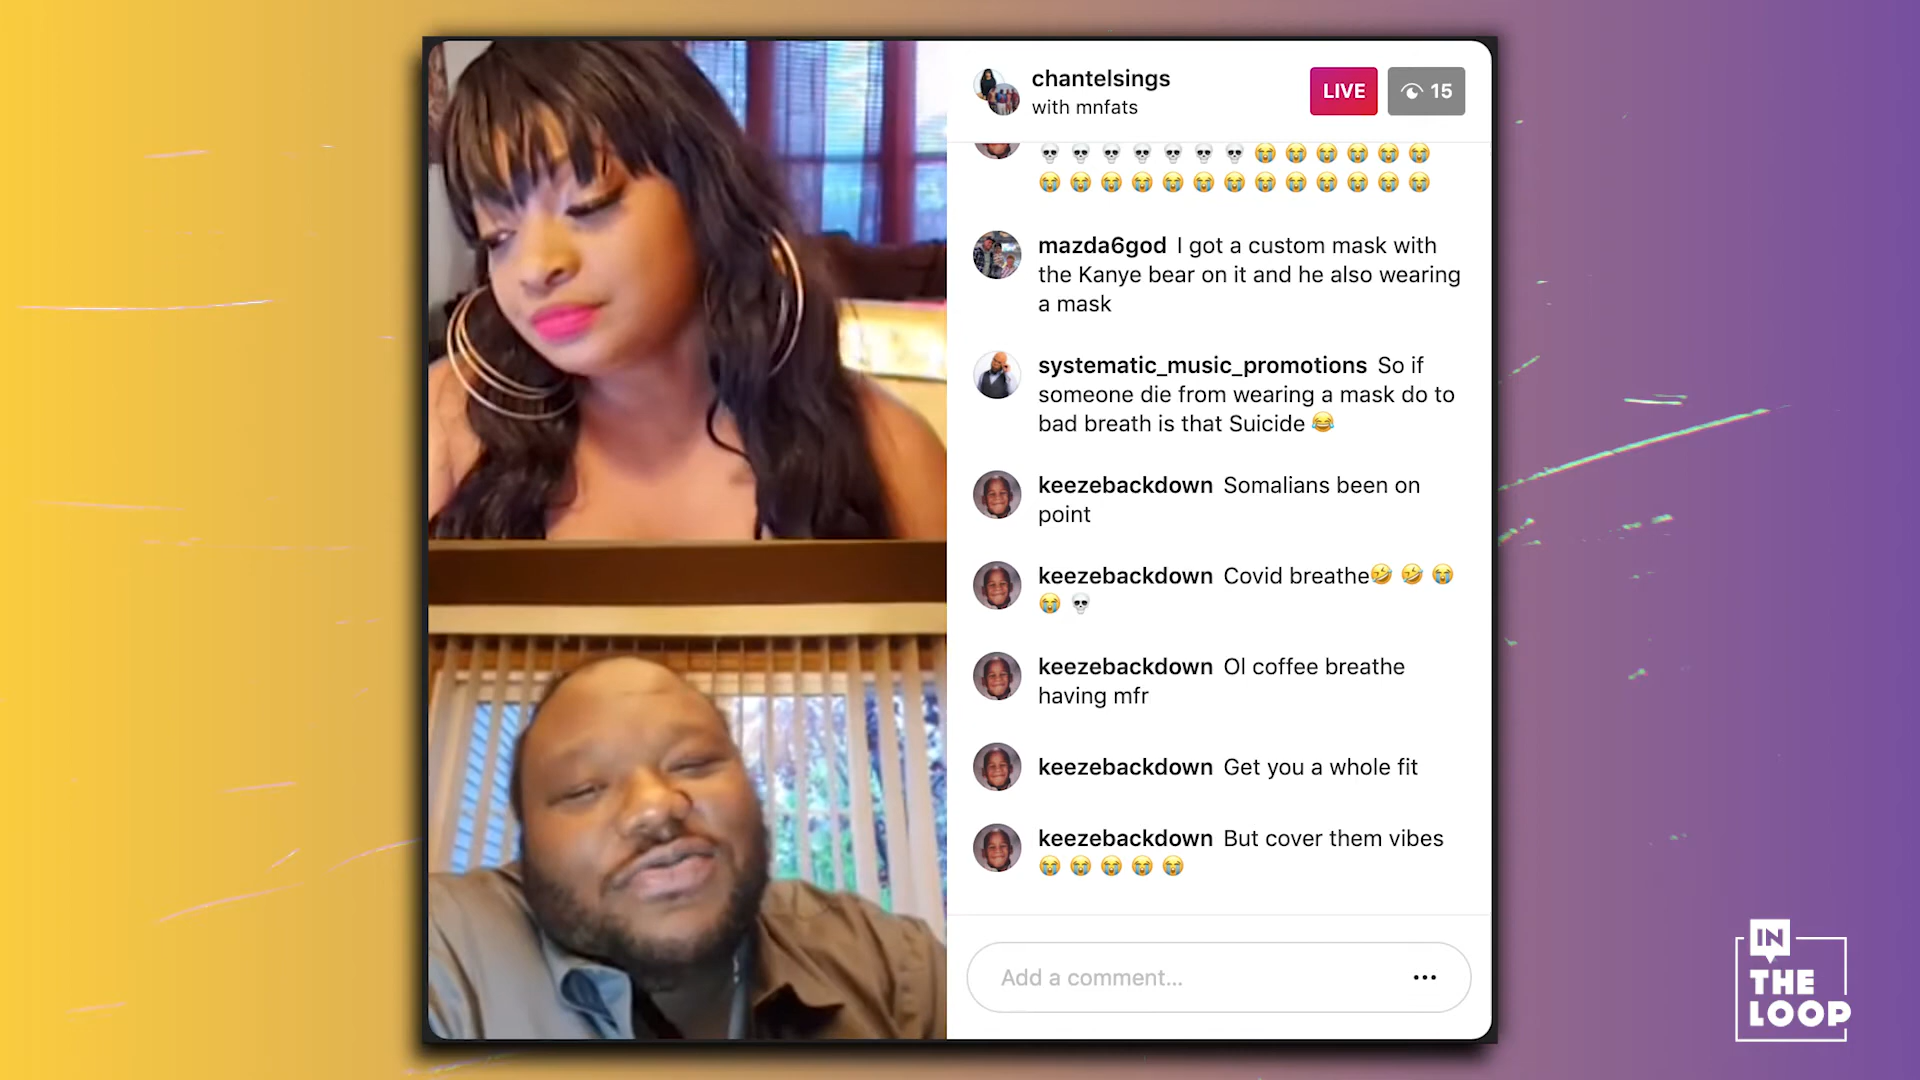 chantelsings
with mnfats
LIVE
15
mazda6god I got a custom mask with
the Kanye bear on it and he also wearing
a mask
systematic_music_promotions So if
someone die from wearing a mask do to
bad breath is that Suicide 😂
keezebackdown Somalians been on
point
keezebackdown Covid breathe🤣 🤣 😭
😭 💀
keezebackdown Ol coffee breathe
having mfr
keezebackdown Get you a whole fit
keezebackdown But cover them vibes
😭 😭 😭 😭 😭
Add a comment...
IN
THE
LOOP